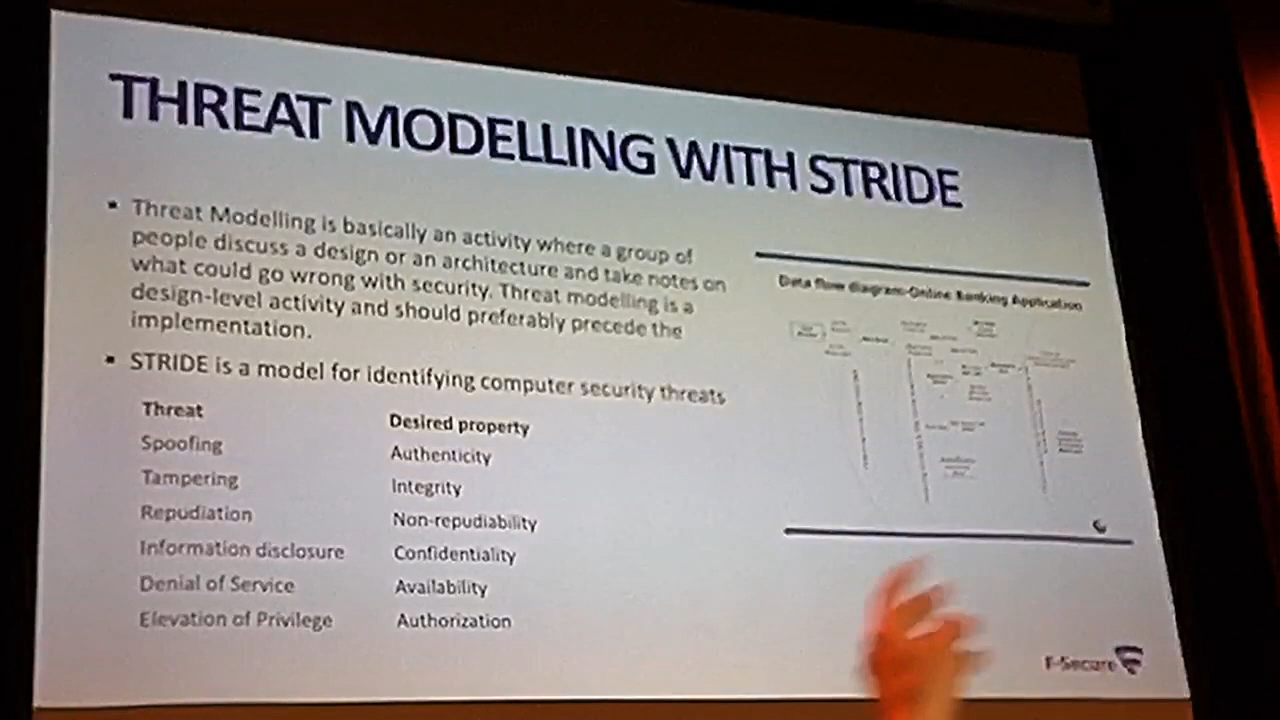 THREAT MODELLING WITH STRIDE
▪ Threat Modelling is basically an activity where a group of
people discuss a design or an architecture and take notes on
what could go wrong with security. Threat modelling is a
design-level activity and should preferably precede the
implementation.
▪ STRIDE is a model for identifying computer security threats
Threat Desired property
Spoofing Authenticity
Tampering Integrity
Repudiation Non-repudiability
Information disclosure Confidentiality
Denial of Service Availability
Elevation of Privilege Authorization
Data flow diagram-Online Banking Application
F-Secure